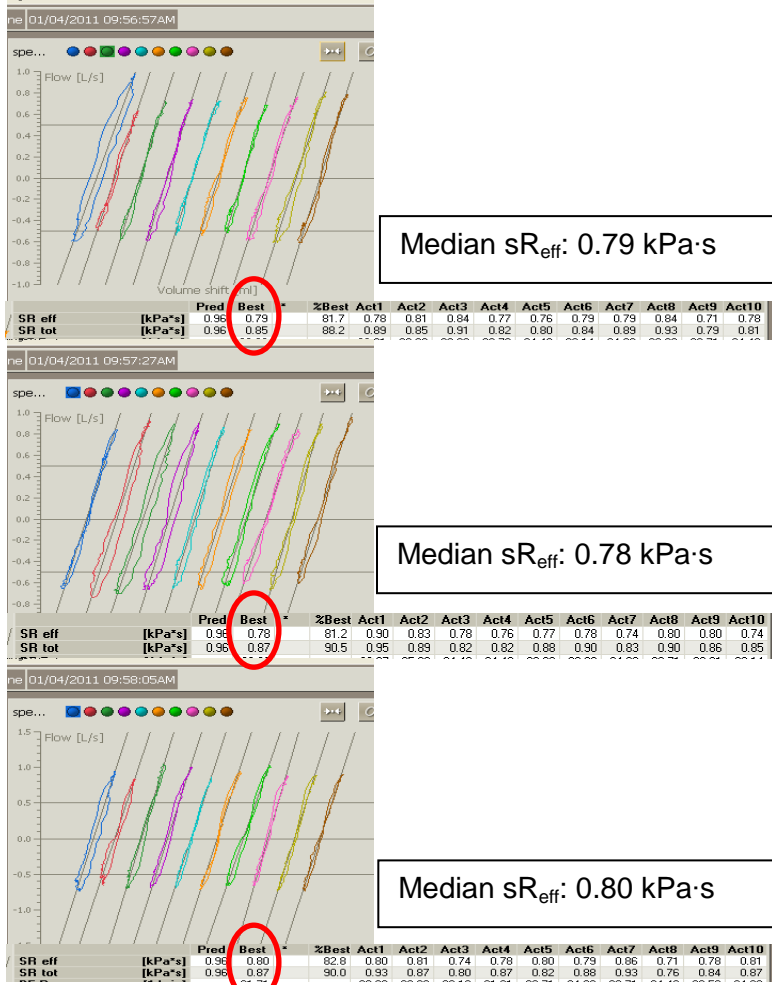 ne 01/04/2011 09:56:57AM
spe...
1.0
Flow [L/s]
0.8
0.6
0.4
0.2
0.0
-0.2
-0.4
-0.6
-0.8
-1.0
Volume shift [ml]
Median sReff: 0.79 kPa·s
Pred Best * %Best Act1 Act2 Act3 Act4 Act5 Act6 Act7 Act8 Act9 Act10
SR eff [kPa*s] 0.96 0.79 81.7 0.78 0.81 0.84 0.77 0.76 0.79 0.79 0.84 0.71 0.78
SR tot [kPa*s] 0.96 0.85 88.2 0.89 0.85 0.91 0.82 0.80 0.84 0.89 0.93 0.79 0.81
ne 01/04/2011 09:57:27AM
spe...
1.0
Flow [L/s]
0.8
0.6
0.4
0.2
0.0
-0.2
-0.4
-0.6
-0.8
Median sReff: 0.78 kPa·s
Pred Best * %Best Act1 Act2 Act3 Act4 Act5 Act6 Act7 Act8 Act9 Act10
SR eff [kPa*s] 0.96 0.78 81.2 0.90 0.83 0.78 0.76 0.77 0.78 0.74 0.80 0.80 0.74
SR tot [kPa*s] 0.96 0.87 90.5 0.95 0.89 0.82 0.82 0.88 0.90 0.83 0.90 0.86 0.85
ne 01/04/2011 09:58:05AM
spe...
1.5
Flow [L/s]
1.0
0.5
0.0
-0.5
-1.0
Median sReff: 0.80 kPa·s
Pred Best * %Best Act1 Act2 Act3 Act4 Act5 Act6 Act7 Act8 Act9 Act10
SR eff [kPa*s] 0.96 0.80 82.8 0.80 0.81 0.74 0.78 0.80 0.79 0.86 0.71 0.78 0.81
SR tot [kPa*s] 0.96 0.87 90.0 0.93 0.87 0.80 0.87 0.82 0.88 0.93 0.76 0.84 0.87